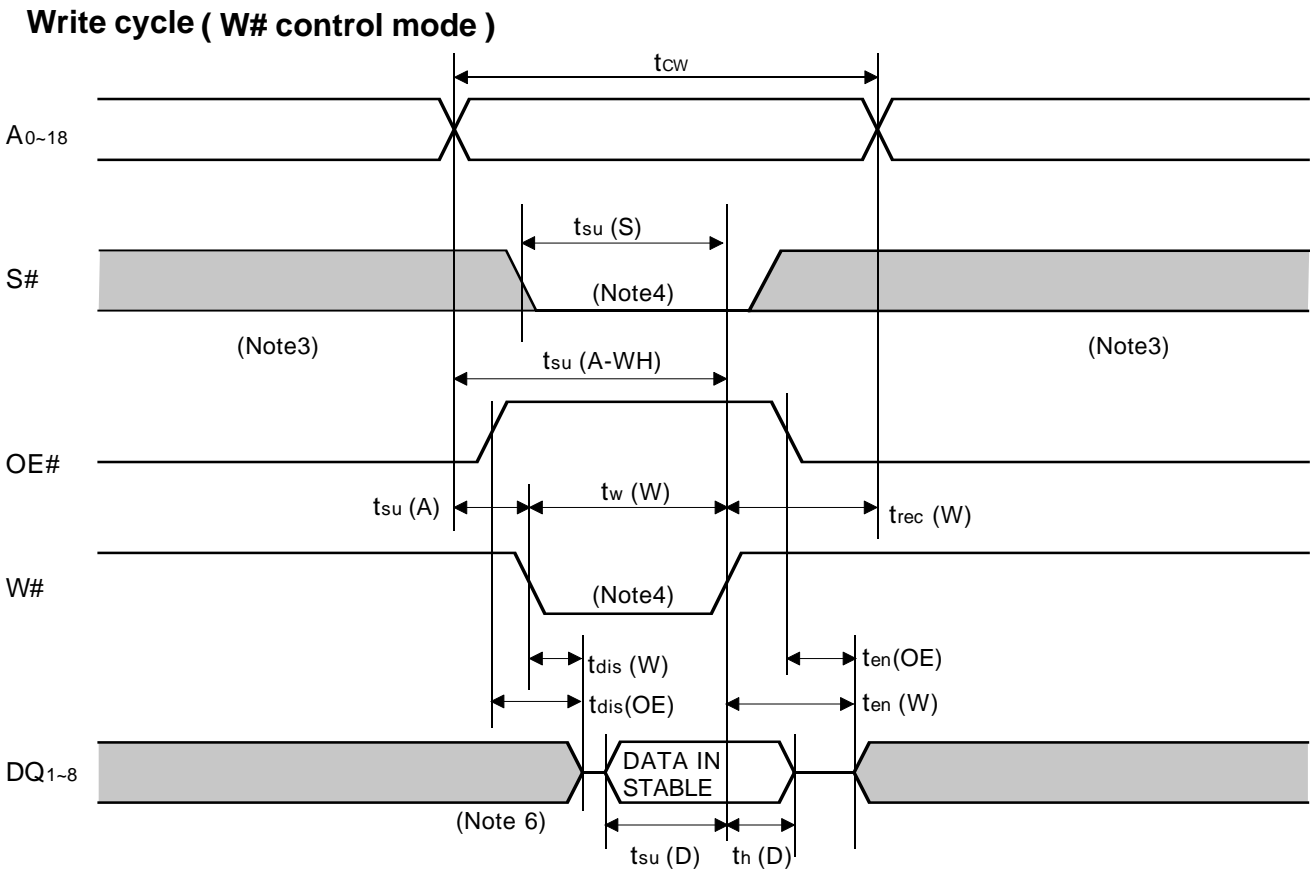 Write cycle ( W# control mode )
tCW
A0~18
tsu (S)
S#
(Note4)
(Note3)
(Note3)
tsu (A-WH)
OE#
tsu (A)
tw (W)
trec (W)
W#
(Note4)
tdis (W)
ten(OE)
tdis(OE)
ten (W)
DQ1~8
DATA IN
STABLE
(Note 6)
tsu (D)
th (D)